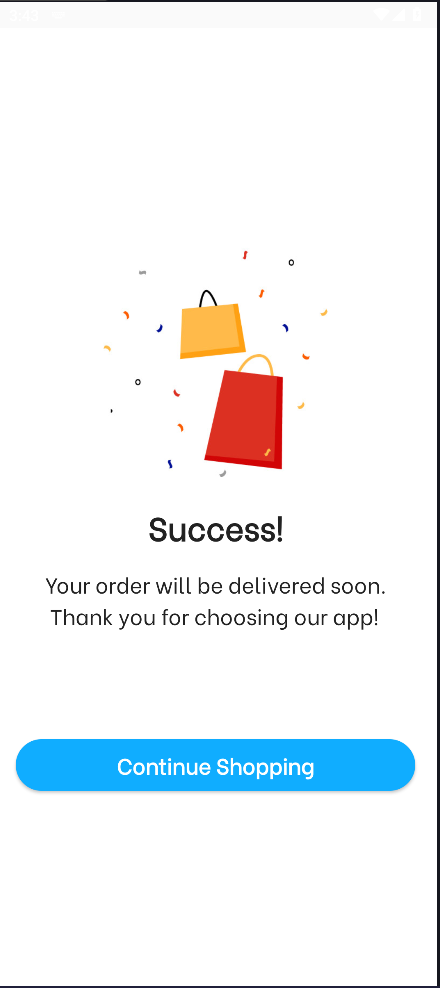 Success!
Your order will be delivered soon.
Thank you for choosing our app!
Continue Shopping